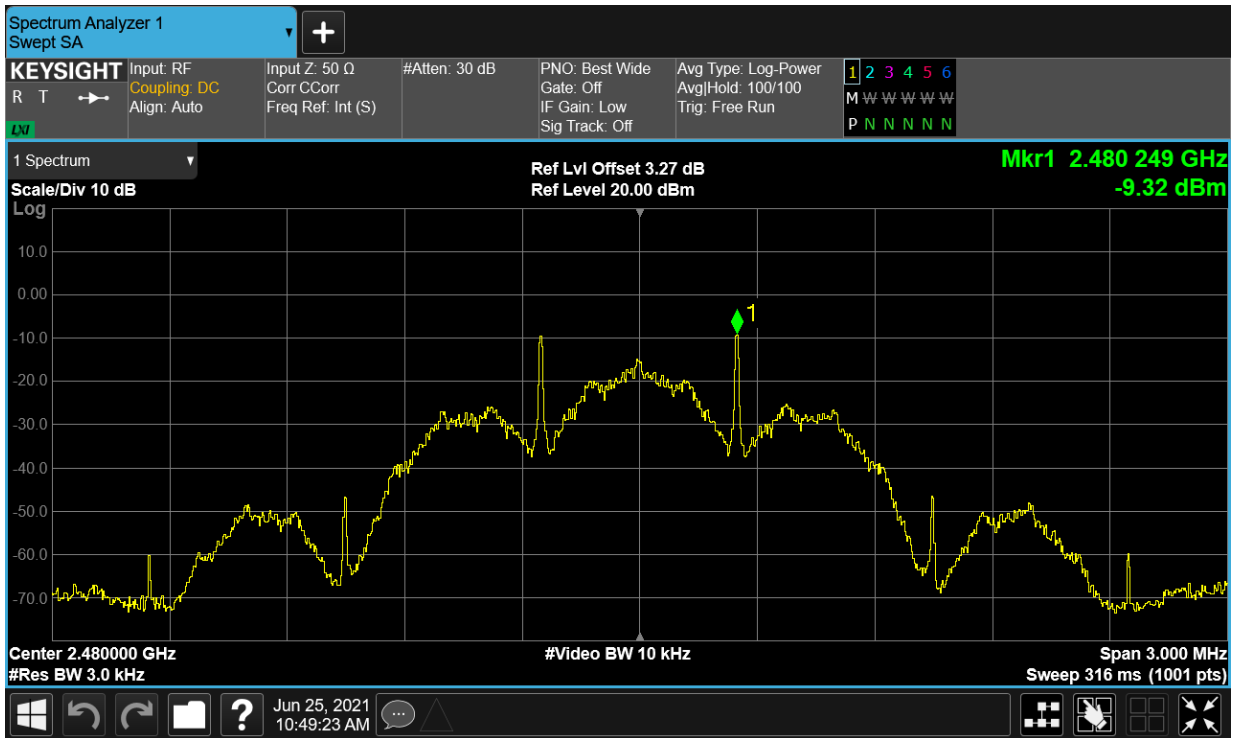 Spectrum Analyzer 1
Swept SA
KEYSIGHT
R T
LXI
Input: RF
Coupling: DC
Align: Auto
Input Z: 50 Ω
Corr CCorr
Freq Ref: Int (S)
#Atten: 30 dB
PNO: Best Wide
Gate: Off
IF Gain: Low
Sig Track: Off
Avg Type: Log-Power
Avg|Hold: 100/100
Trig: Free Run
1 2 3 4 5 6
M W W W W W
P N N N N N
1 Spectrum
Scale/Div 10 dB
Log
Ref Lvl Offset 3.27 dB
Ref Level 20.00 dBm
Mkr1 2.480 249 GHz
-9.32 dBm
10.0
0.00
-10.0
-20.0
-30.0
-40.0
-50.0
-60.0
-70.0
1
Center 2.480000 GHz
#Res BW 3.0 kHz
#Video BW 10 kHz
Span 3.000 MHz
Sweep 316 ms (1001 pts)
?
Jun 25, 2021
10:49:23 AM